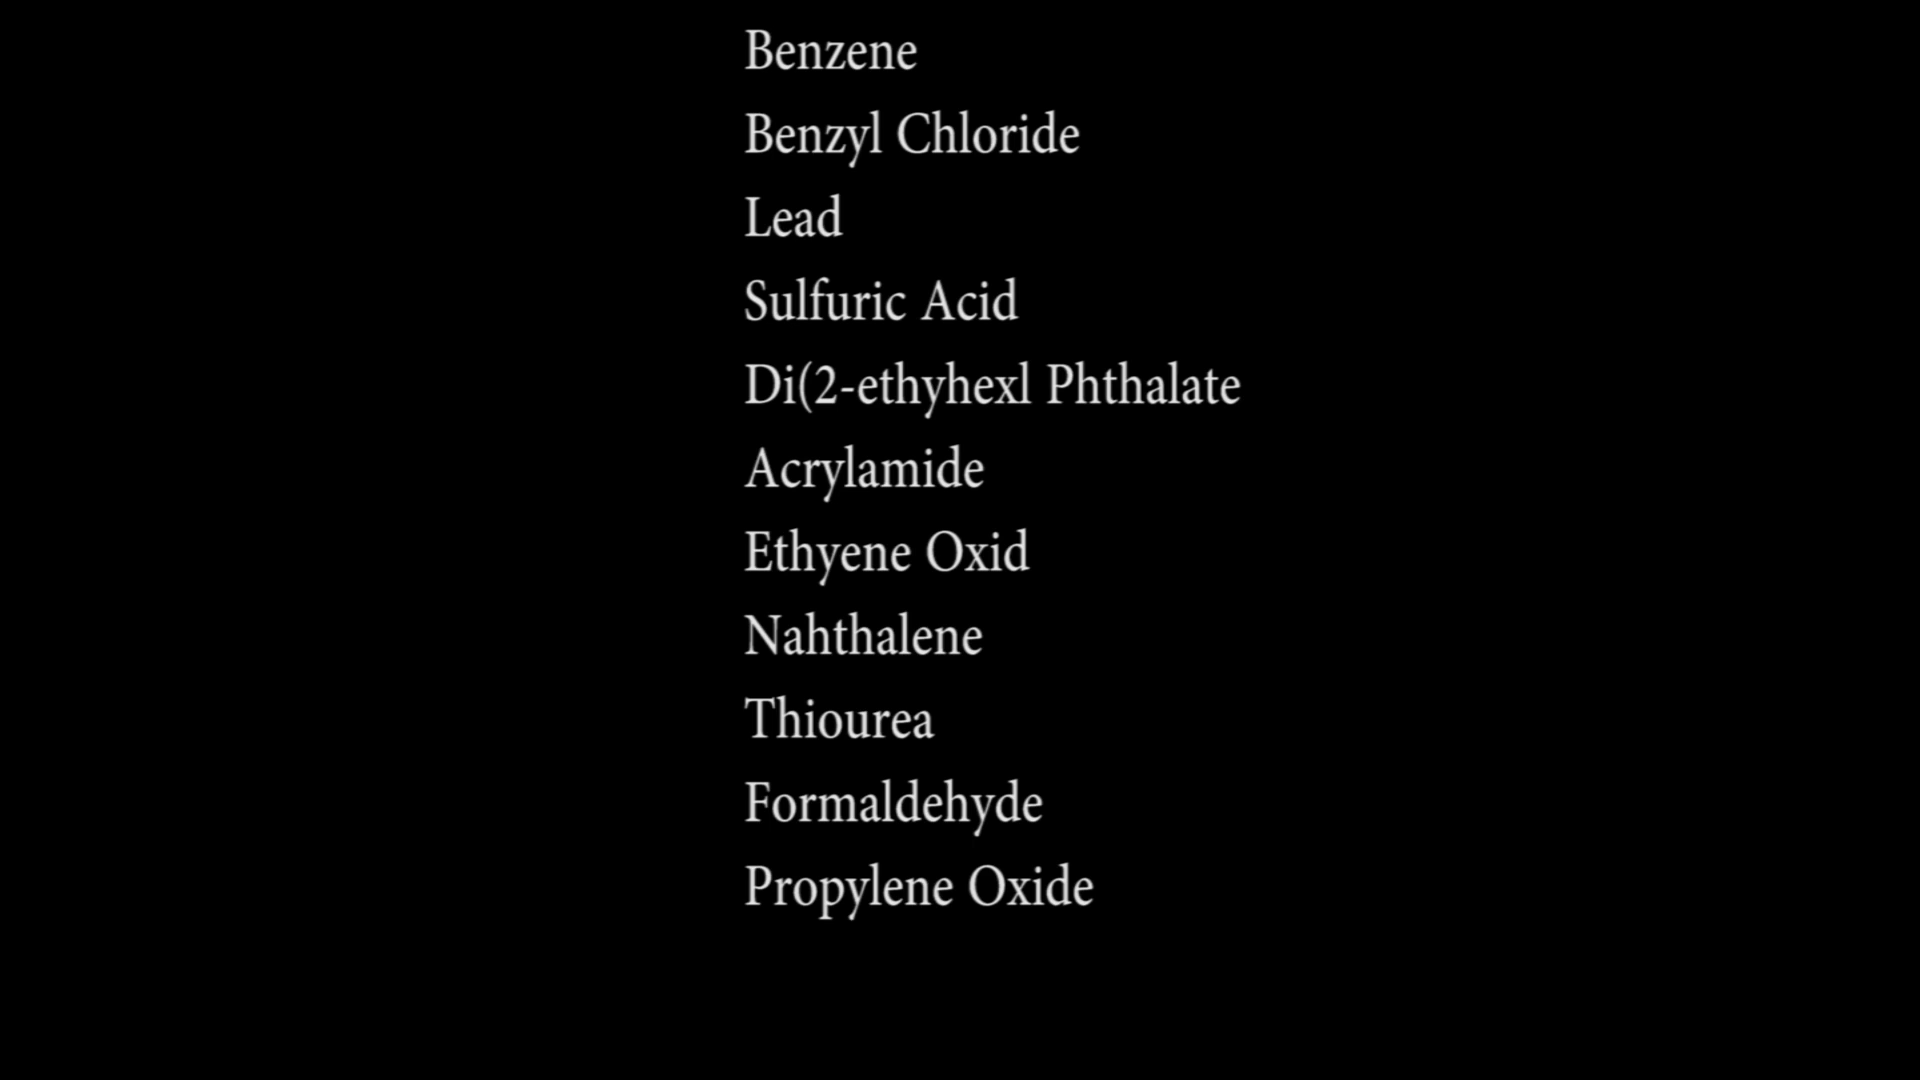 Benzene
Benzyl Chloride
Lead
Sulfuric Acid
Di(2-ethyhexl Phthalate
Acrylamide
Ethyene Oxid
Nahthalene
Thiourea
Formaldehyde
Propylene Oxide